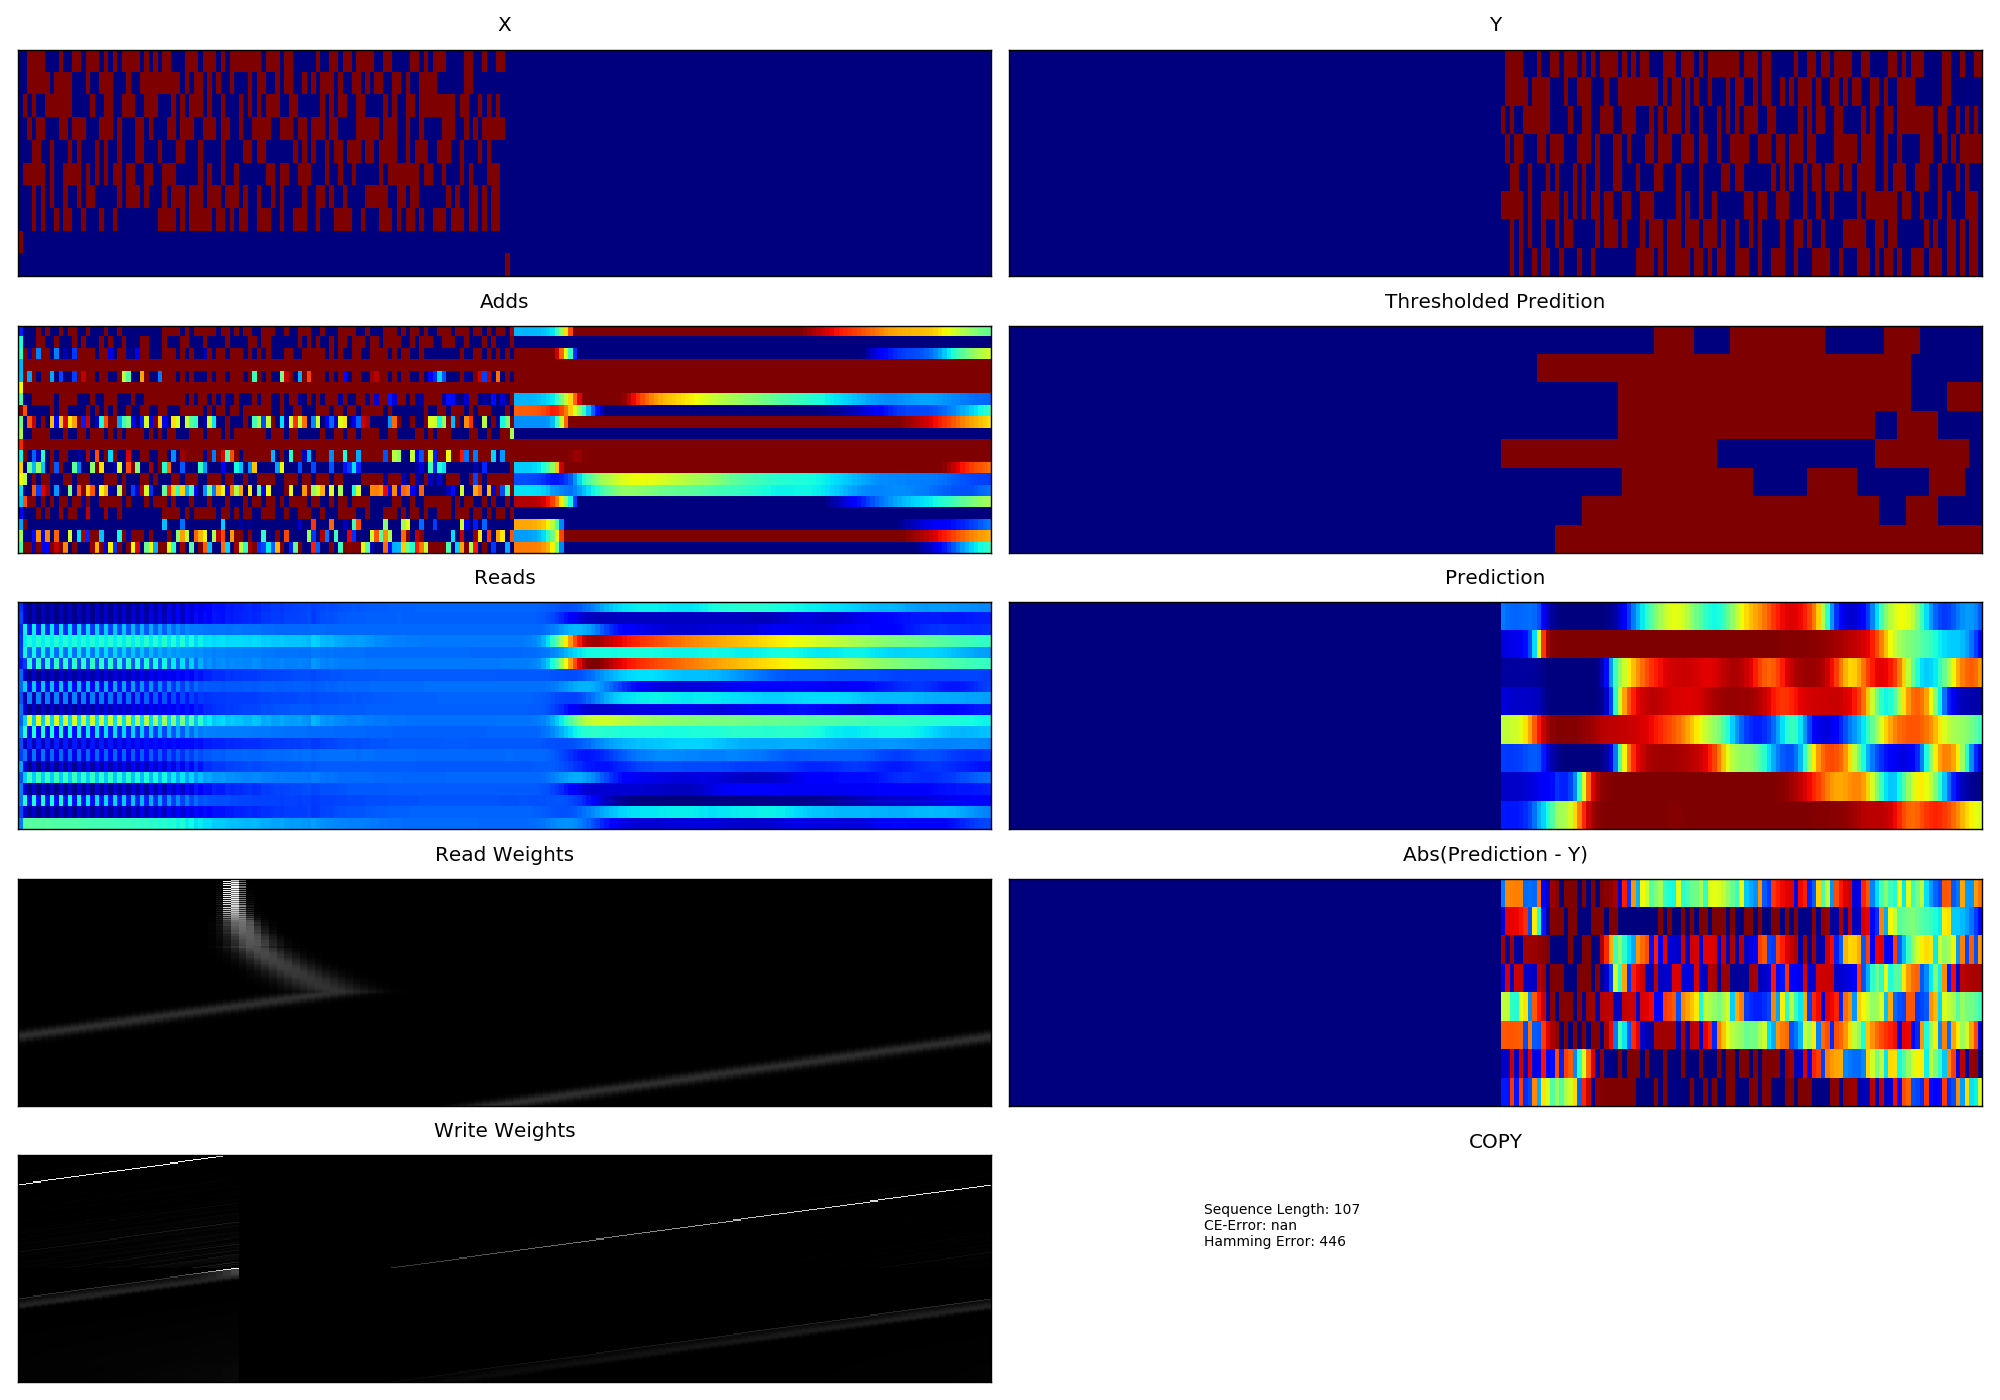 X
Y
Adds
Thresholded Predition
Reads
Prediction
Read Weights
Abs(Prediction - Y)
Write Weights
COPY
Sequence Length: 107
CE-Error: nan
Hamming Error: 446